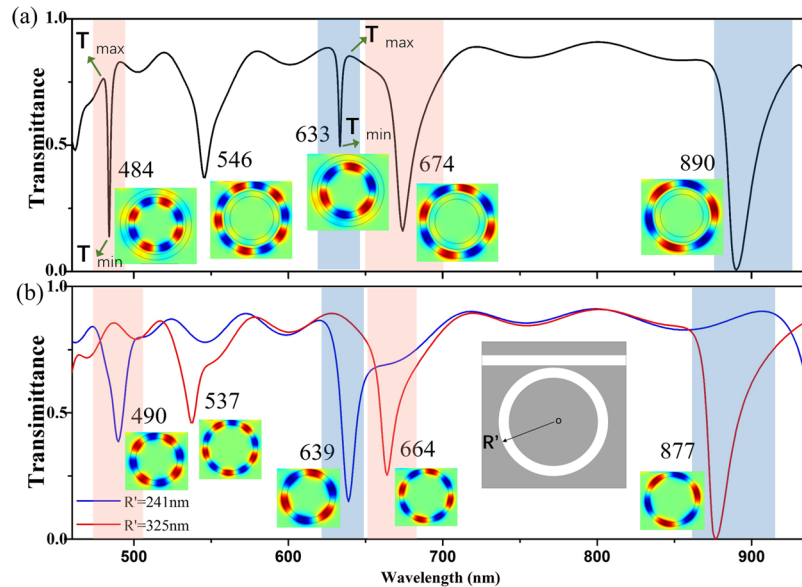 (a)
1.0
T max
T max
Transmittance
0.5
484
546
633
T min
674
890
T min
0.0
(b)
1.0
Transimittance
0.5
490
537
639
664
R'
o
877
R'=241nm
R'=325nm
0.0
500
600
700
800
900
Wavelength (nm)